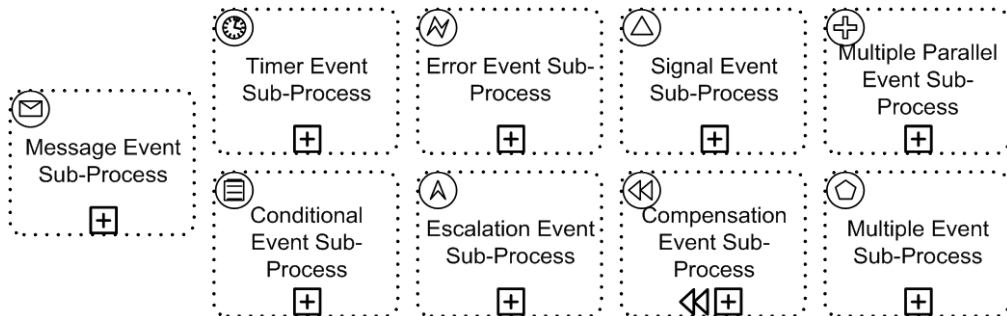 Message Event
Sub-Process
Timer Event
Sub-Process
Error Event Sub-
Process
Signal Event
Sub-Process
Multiple Parallel
Event Sub-
Process
Conditional
Event Sub-
Process
Escalation Event
Sub-Process
Compensation
Event Sub-
Process
Multiple Event
Sub-Process